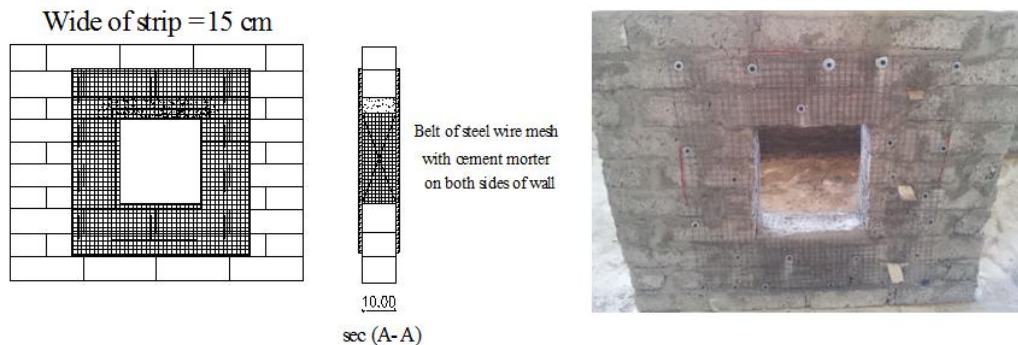 Wide of strip = 15 cm
Belt of steel wire mesh
with cement morter
on both sides of wall
10.00
sec (A-A)